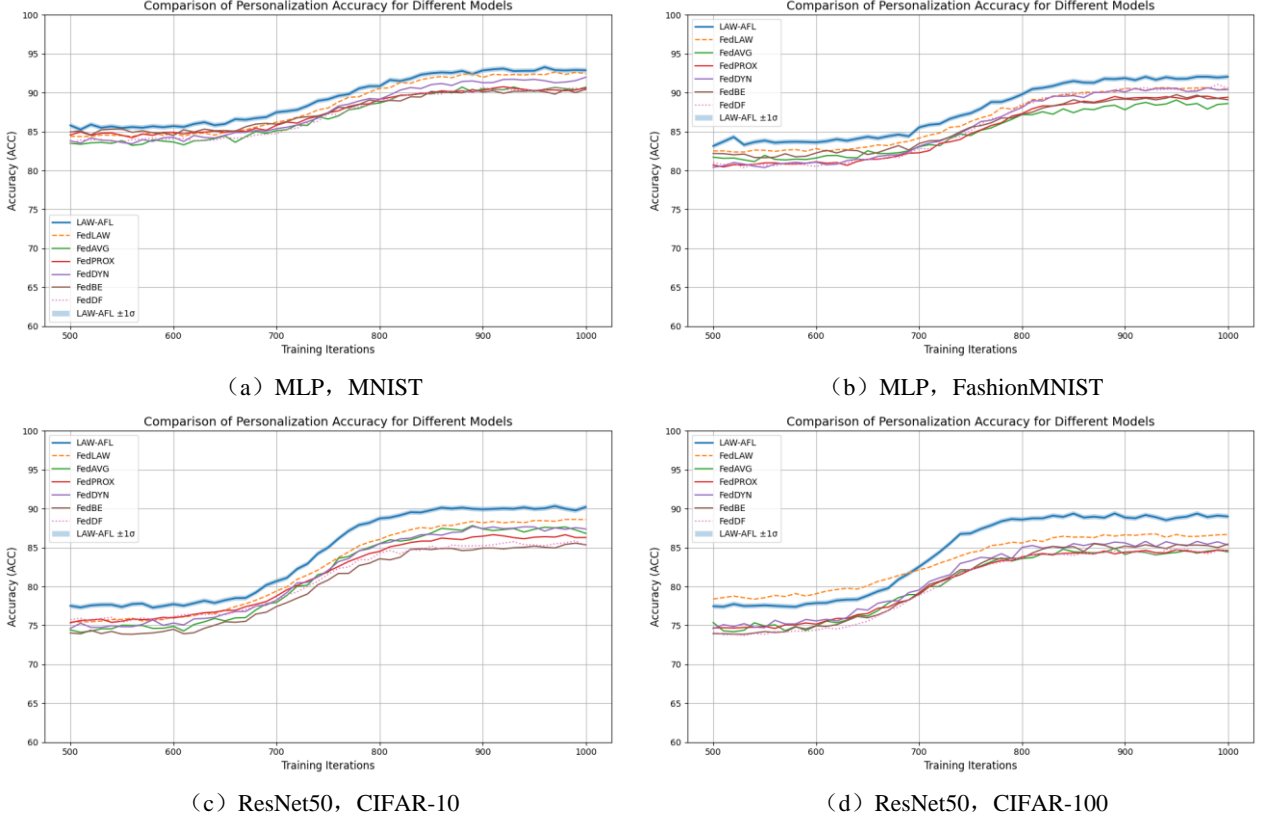 Comparison of Personalization Accuracy for Different Models
Accuracy (ACC)
100
95
90
85
80
75
70
65
60
LAW-AFL
FedLAW
FedAVG
FedPROX
FedDYN
FedBE
FedDF
LAW-AFL ±1σ
500 600 700 800 900 1000
Training Iterations
（a）MLP，MNIST
Comparison of Personalization Accuracy for Different Models
Accuracy (ACC)
100
95
90
85
80
75
70
65
60
LAW-AFL
FedLAW
FedAVG
FedPROX
FedDYN
FedBE
FedDF
LAW-AFL ±1σ
500 600 700 800 900 1000
Training Iterations
（b）MLP，FashionMNIST
Comparison of Personalization Accuracy for Different Models
Accuracy (ACC)
100
95
90
85
80
75
70
65
60
LAW-AFL
FedLAW
FedAVG
FedPROX
FedDYN
FedBE
FedDF
LAW-AFL ±1σ
500 600 700 800 900 1000
Training Iterations
（c）ResNet50，CIFAR-10
Comparison of Personalization Accuracy for Different Models
Accuracy (ACC)
100
95
90
85
80
75
70
65
60
LAW-AFL
FedLAW
FedAVG
FedPROX
FedDYN
FedBE
FedDF
LAW-AFL ±1σ
500 600 700 800 900 1000
Training Iterations
（d）ResNet50，CIFAR-100